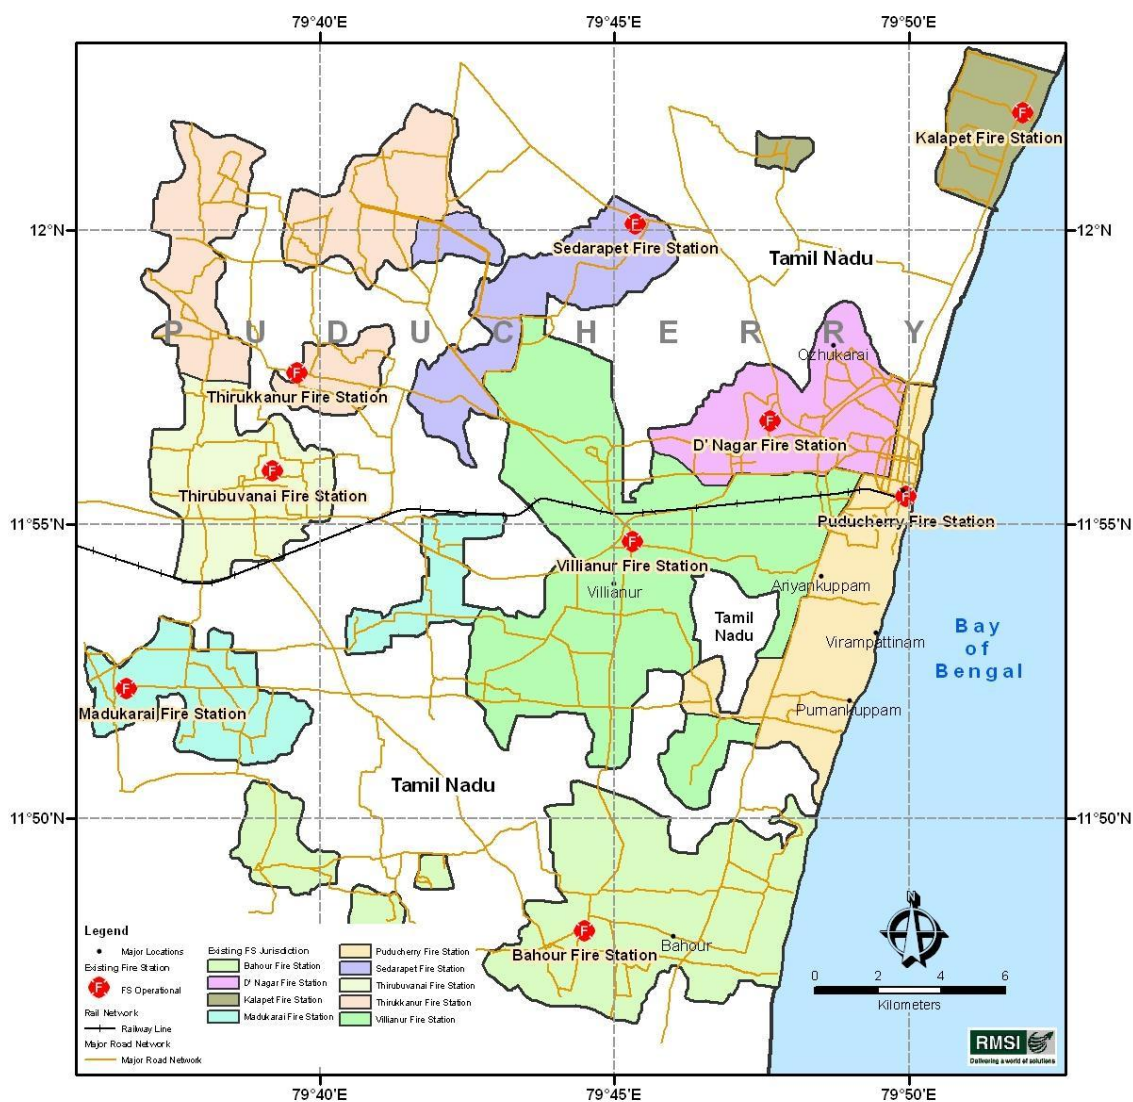 79°40'E 79°45'E 79°50'E
Kalapet Fire Station
12°N 12°N
Sedarapet Fire Station
Tamil Nadu
PUDUCHERRY
Ozhukarai
Thirukkanur Fire Station
D' Nagar Fire Station
Thirubuvanai Fire Station
Puducherry Fire Station
11°55'N 11°55'N
Villianur Fire Station
Villianur
Ariyankuppam
Tamil
Nadu
Virampattinam
Bay
of
Bengal
Madukarai Fire Station
Purnankuppam
Tamil Nadu
11°50'N 11°50'N
Bahour Fire Station
Bahour
N
Legend
Major Locations
Existing Fire Station
F FS Operational
Rail Network
Railway Line
Major Road Network
Major Road Network
Existing FS Jurisdiction
Bahour Fire Station
D' Nagar Fire Station
Kalapet Fire Station
Madukarai Fire Station
Puducherry Fire Station
Sedarapet Fire Station
Thirubuvanai Fire Station
Thirukkanur Fire Station
Villianur Fire Station
0 2 4 6
Kilometers
RMSI
Delivering a world of solutions
79°40'E 79°45'E 79°50'E